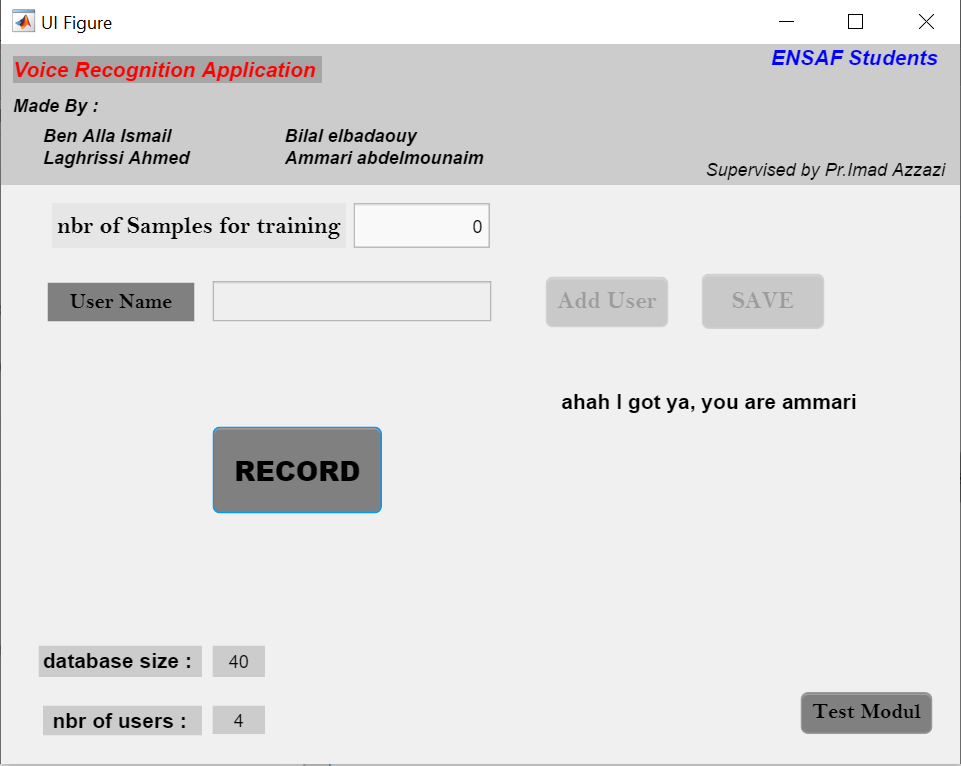 UI Figure
Voice Recognition Application
ENSAF Students
Made By :
Ben Alla Ismail
Bilal elbadaouy
Laghrissi Ahmed
Ammari abdelmounaim
Supervised by Pr.Imad Azzazi
nbr of Samples for training
0
User Name
Add User
SAVE
ahah I got ya, you are ammari
RECORD
database size :
40
nbr of users :
4
Test Modul